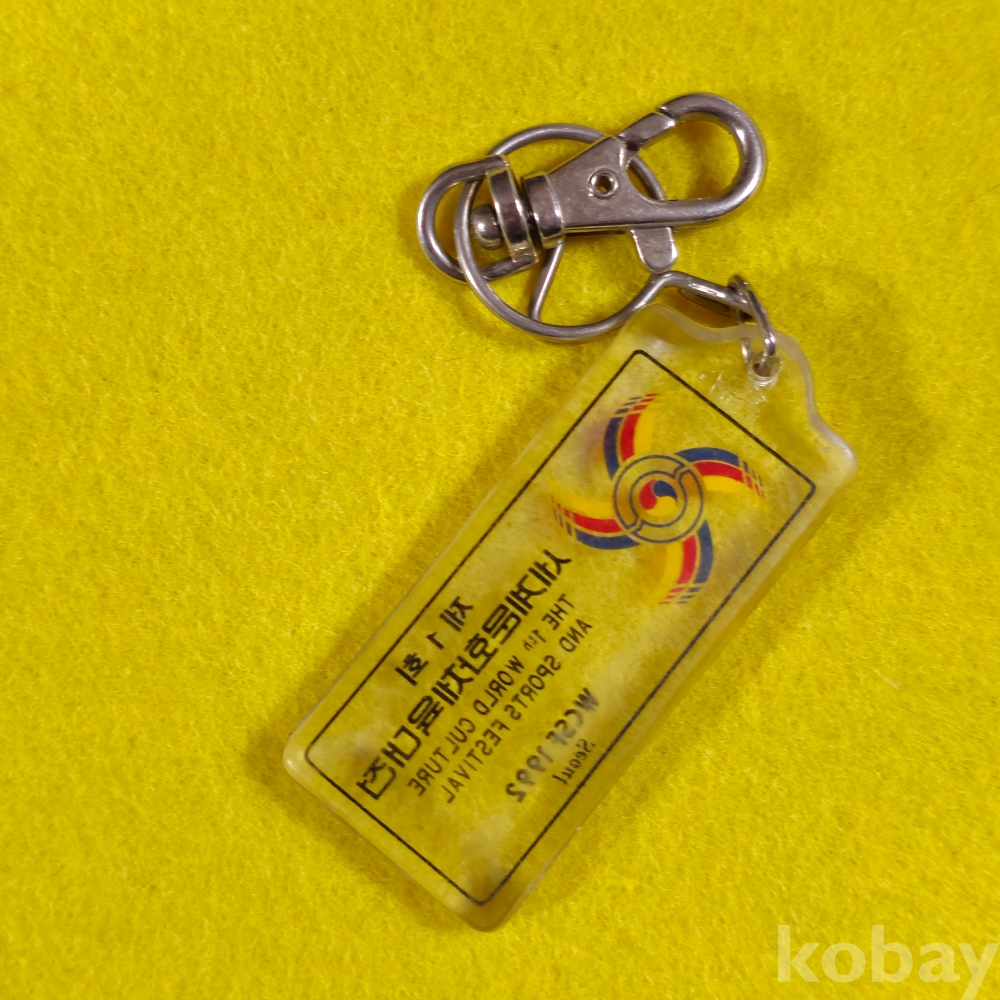 제 1 회
세계문화체육대전
THE 1th WORLD CULTURE
AND SPORTS FESTIVAL
WCSF 1992
Seoul
kobay